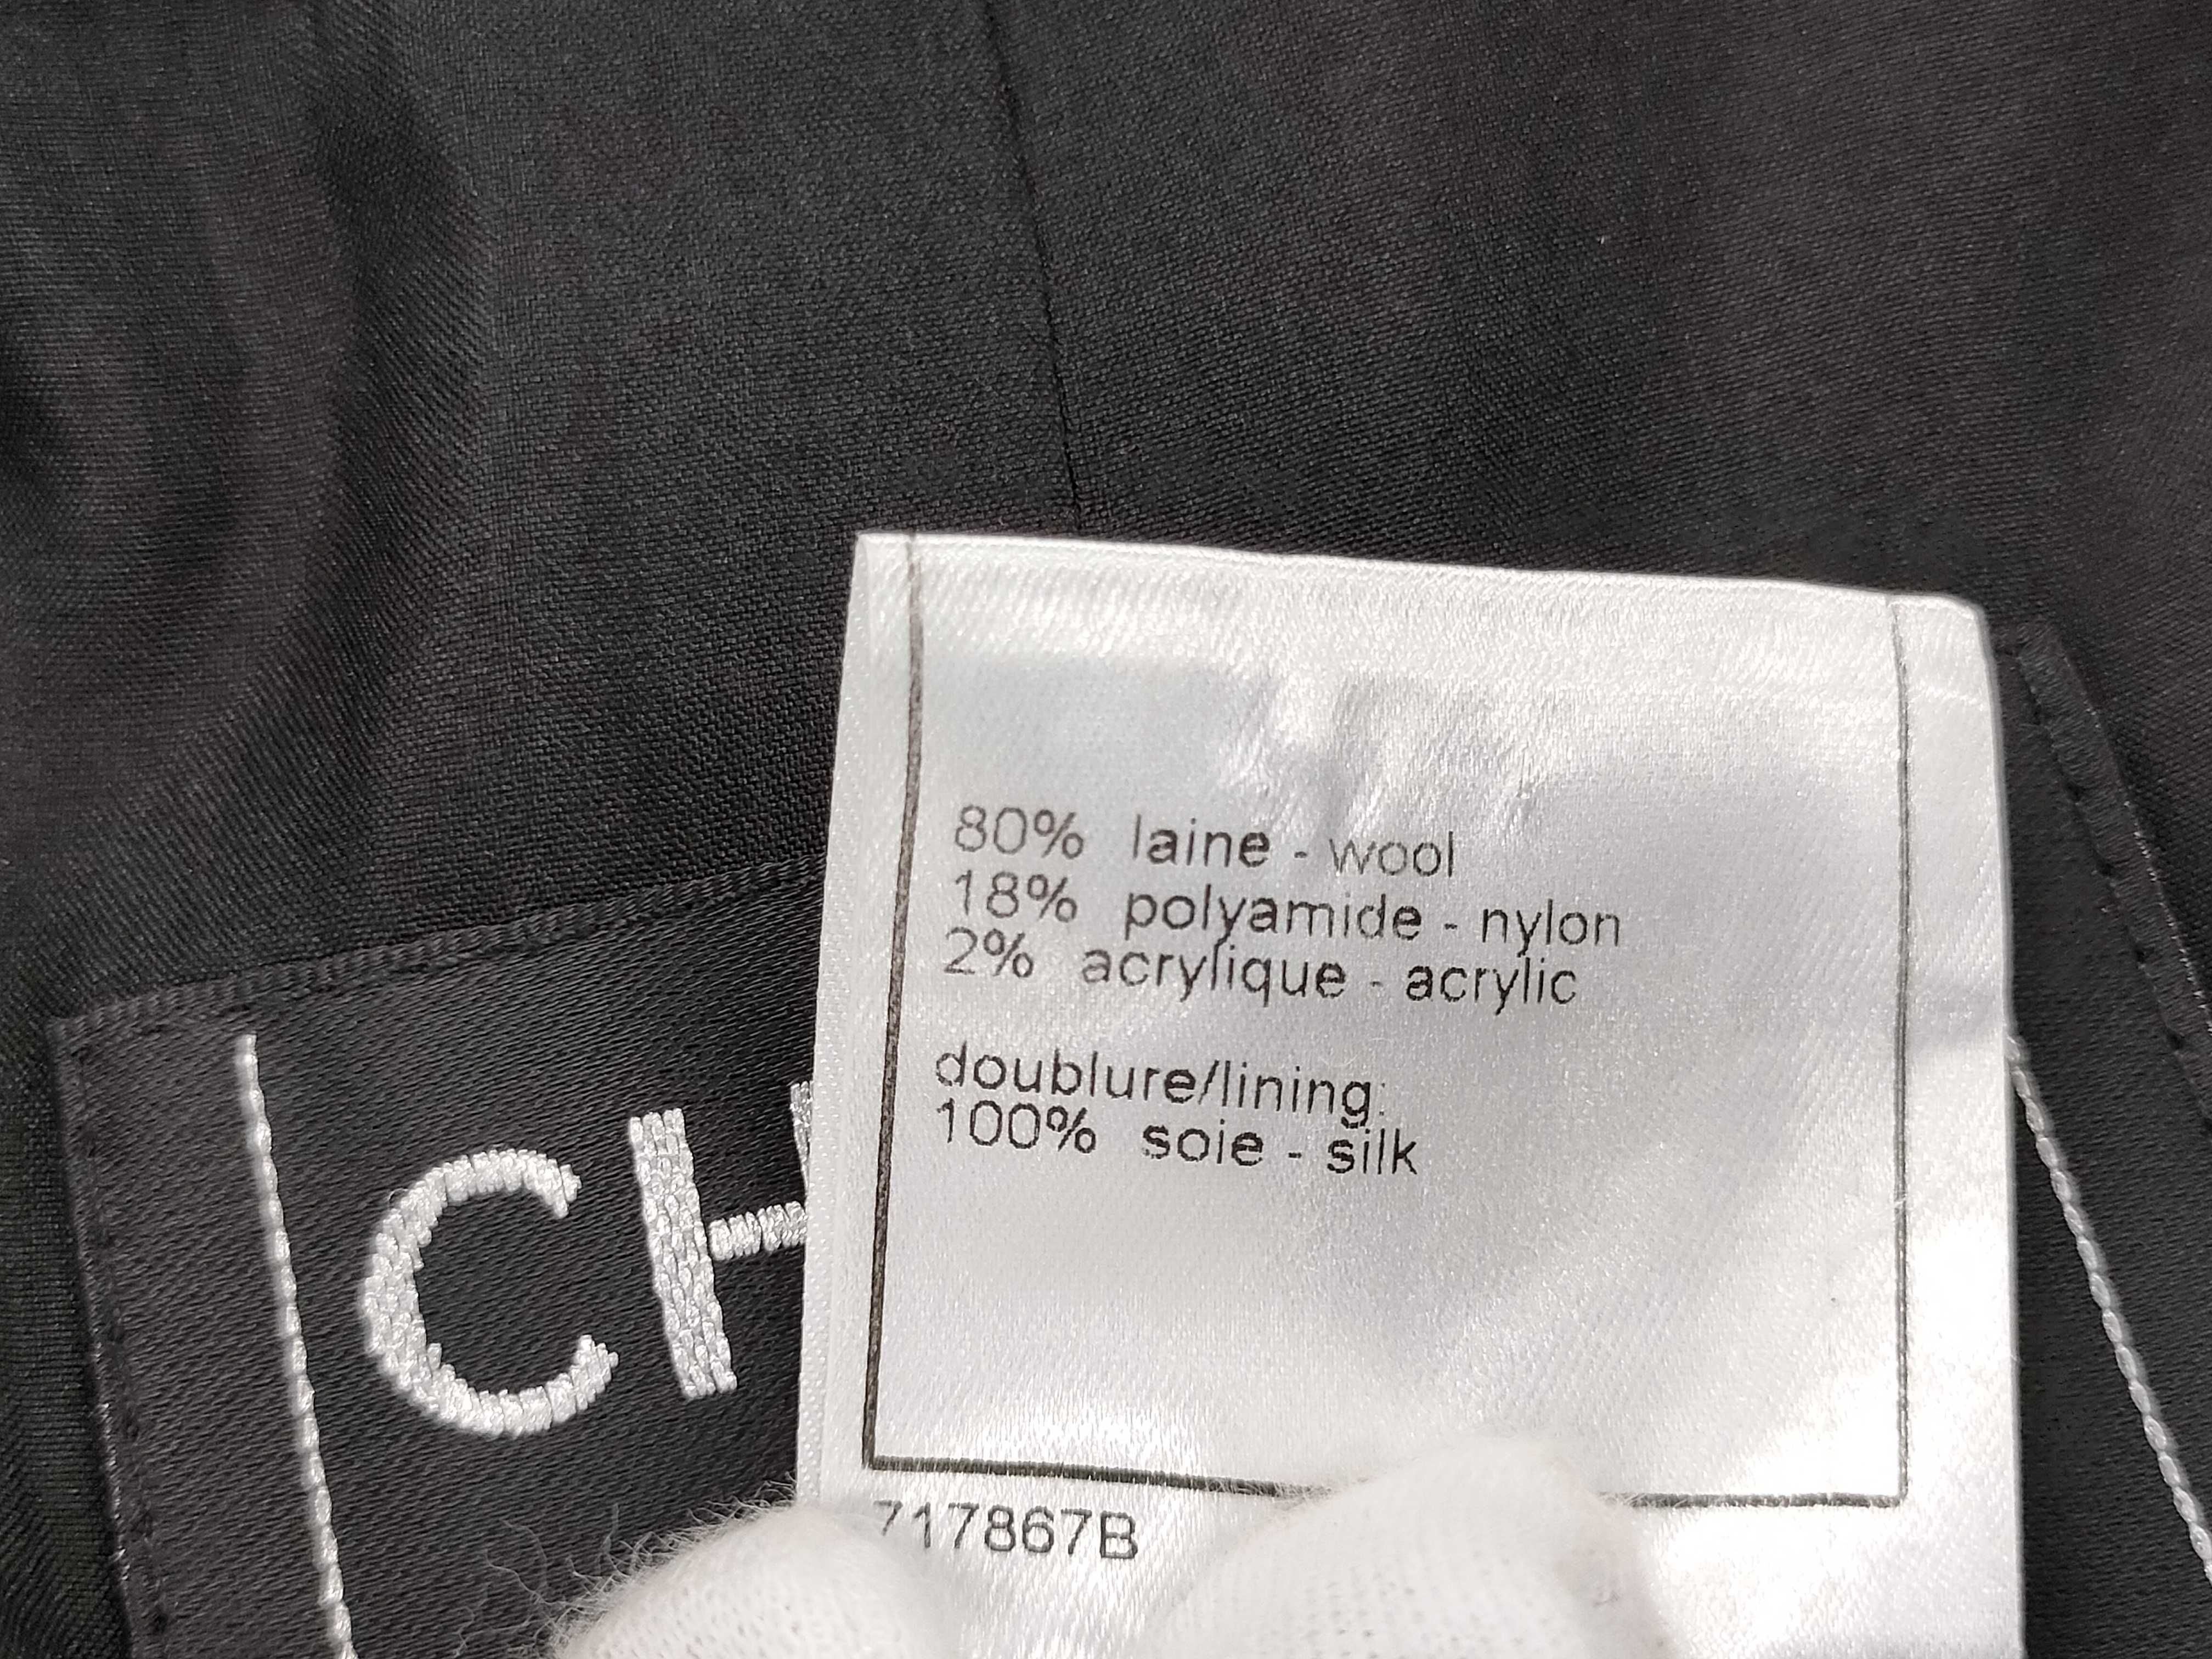 80% laine - wool
18% polyamide - nylon
2% acrylique - acrylic
doublure/lining:
100% soie - silk
CH
717867B